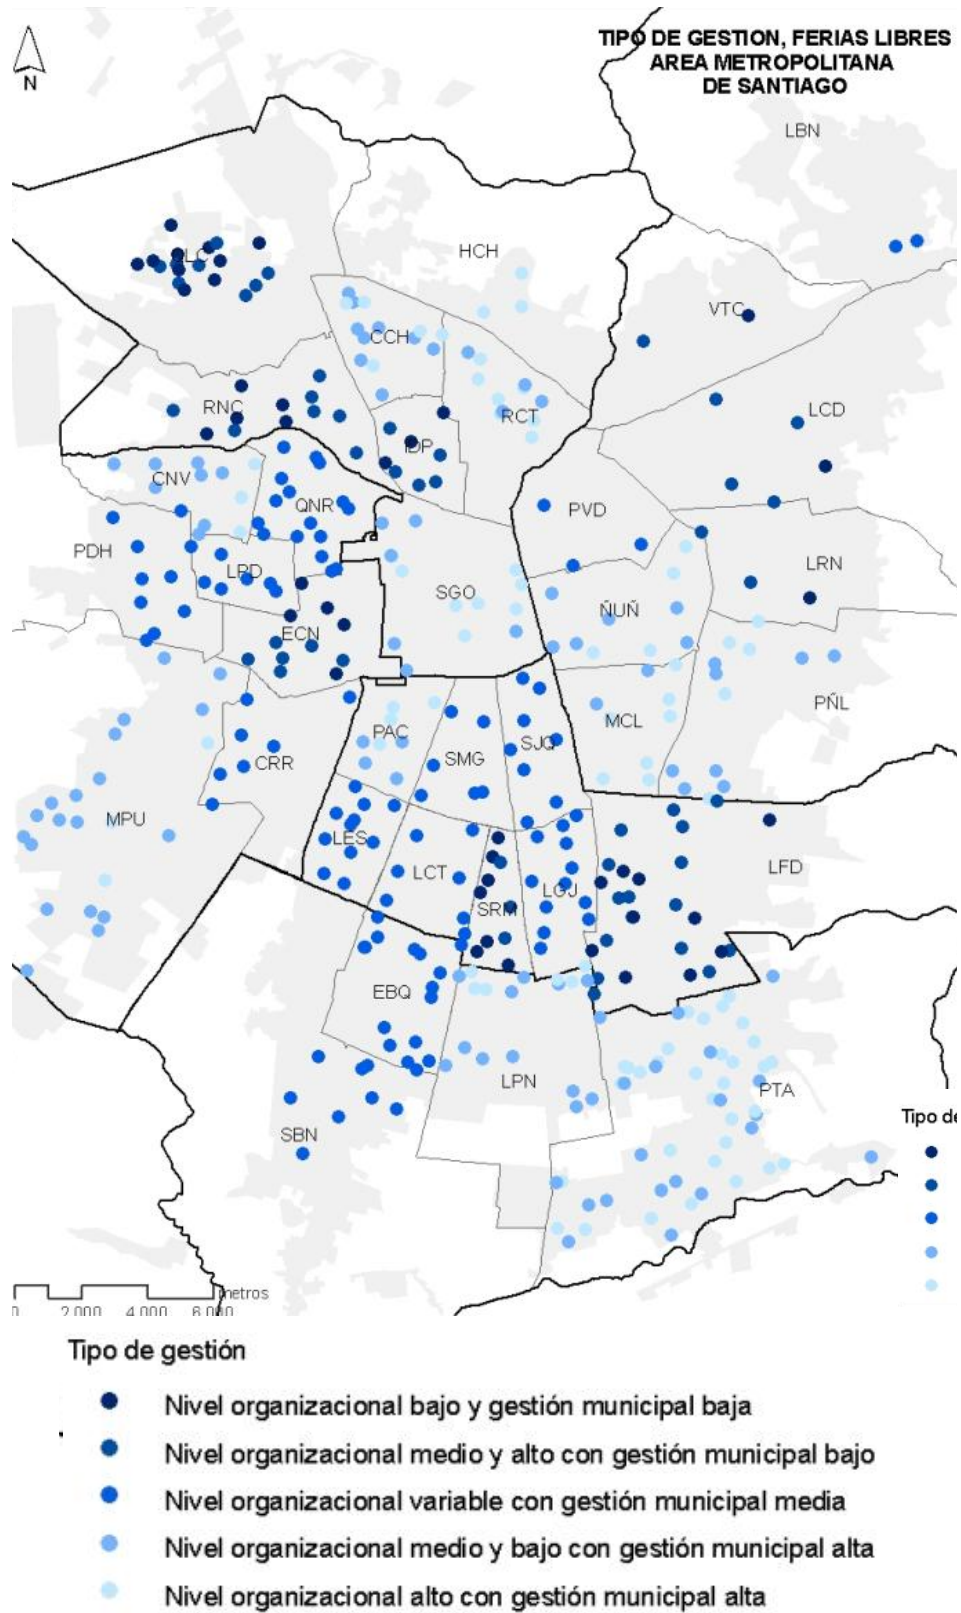 TIPO DE GESTION, FERIAS LIBRES
AREA METROPOLITANA
DE SANTIAGO
N
LBN
HCH
VTC
CCH
RNC
RCT
LCD
IDP
CNV
QNR
PVD
PDH
LPD
LRN
SGO
ÑUÑ
ECN
PÑL
PAC
MCL
SJQ
SMG
CRR
MPU
LES
LCT
LFD
LGJ
SRM
EBQ
LPN
PTA
SBN
Tipo de
metros
0 2.000 4.000 6.000
Tipo de gestión
Nivel organizacional bajo y gestión municipal baja
Nivel organizacional medio y alto con gestión municipal bajo
Nivel organizacional variable con gestión municipal media
Nivel organizacional medio y bajo con gestión municipal alta
Nivel organizacional alto con gestión municipal alta